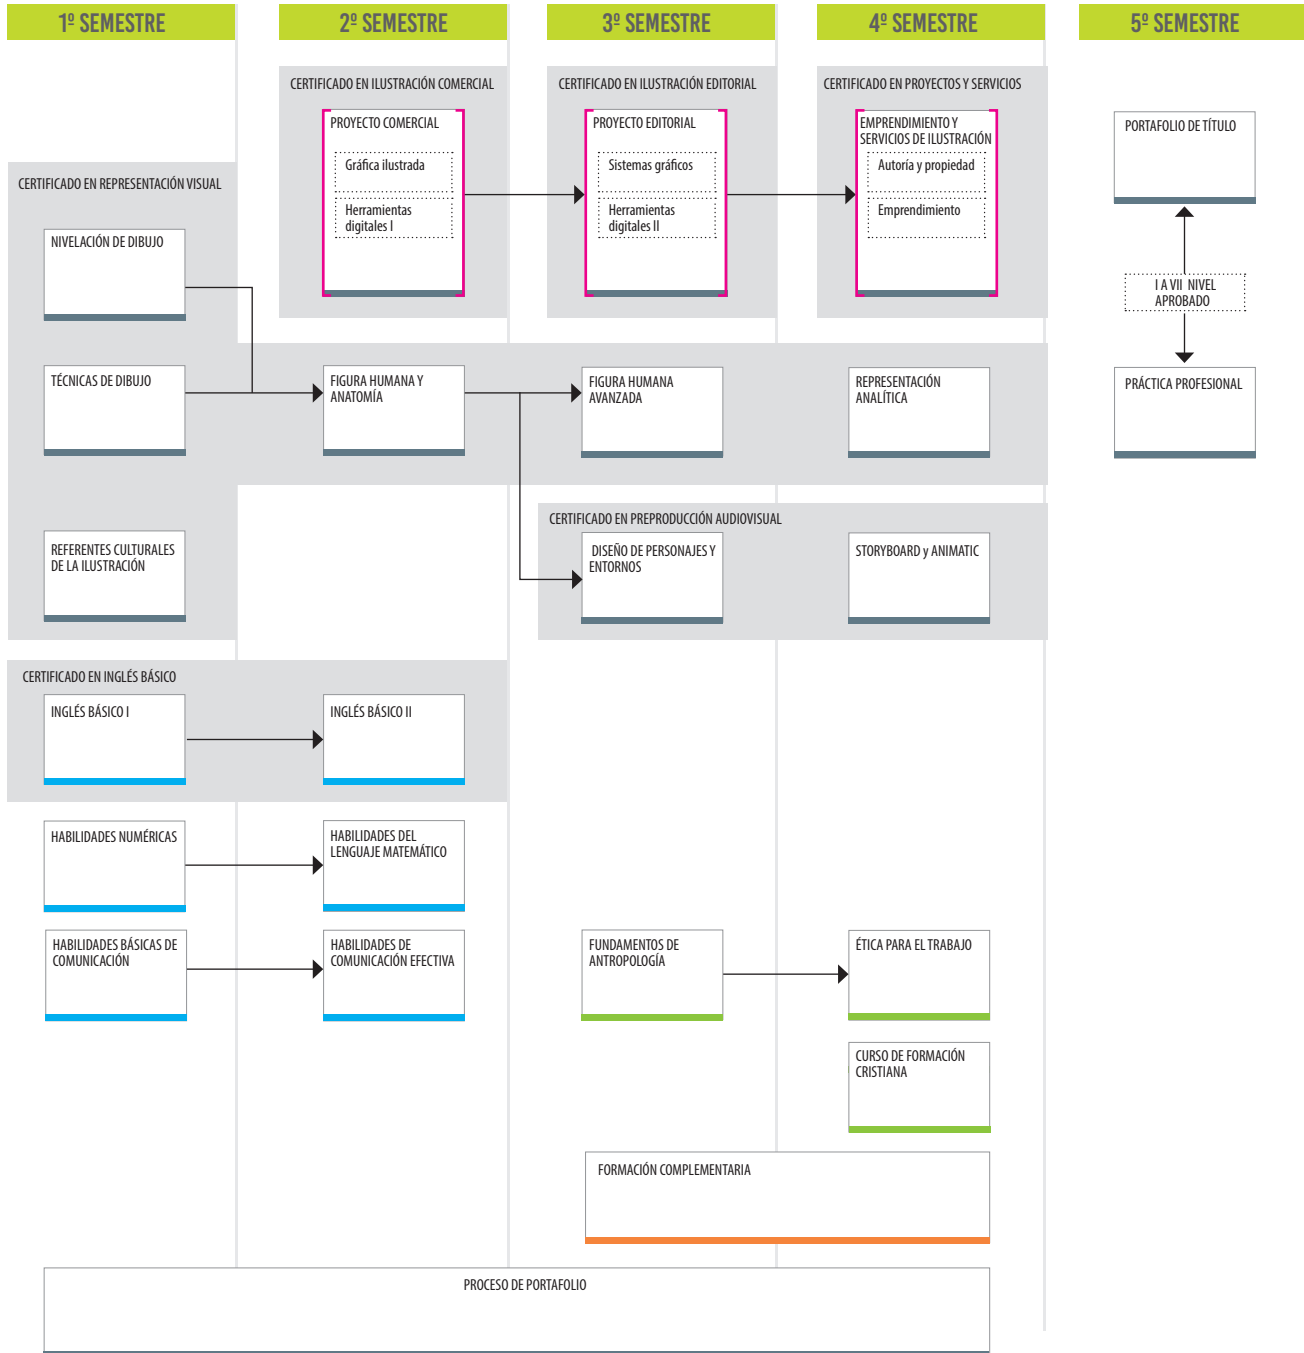 1º SEMESTRE
2º SEMESTRE
3º SEMESTRE
4º SEMESTRE
5º SEMESTRE
CERTIFICADO EN ILUSTRACIÓN COMERCIAL
CERTIFICADO EN ILUSTRACIÓN EDITORIAL
CERTIFICADO EN PROYECTOS Y SERVICIOS
PROYECTO COMERCIAL
Gráfica ilustrada
Herramientas
digitales I
PROYECTO EDITORIAL
Sistemas gráficos
Herramientas
digitales II
EMPRENDIMIENTO Y
SERVICIOS DE ILUSTRACIÓN
Autoría y propiedad
Emprendimiento
PORTAFOLIO DE TÍTULO
I A VII NIVEL
APROBADO
PRÁCTICA PROFESIONAL
CERTIFICADO EN REPRESENTACIÓN VISUAL
NIVELACIÓN DE DIBUJO
TÉCNICAS DE DIBUJO
FIGURA HUMANA Y
ANATOMÍA
FIGURA HUMANA
AVANZADA
REPRESENTACIÓN
ANALÍTICA
REFERENTES CULTURALES
DE LA ILUSTRACIÓN
CERTIFICADO EN PREPRODUCCIÓN AUDIOVISUAL
DISEÑO DE PERSONAJES Y
ENTORNOS
STORYBOARD y ANIMATIC
CERTIFICADO EN INGLÉS BÁSICO
INGLÉS BÁSICO I
INGLÉS BÁSICO II
HABILIDADES NUMÉRICAS
HABILIDADES DEL
LENGUAJE MATEMÁTICO
HABILIDADES BÁSICAS DE
COMUNICACIÓN
HABILIDADES DE
COMUNICACIÓN EFECTIVA
FUNDAMENTOS DE
ANTROPOLOGÍA
ÉTICA PARA EL TRABAJO
CURSO DE FORMACIÓN
CRISTIANA
FORMACIÓN COMPLEMENTARIA
PROCESO DE PORTAFOLIO